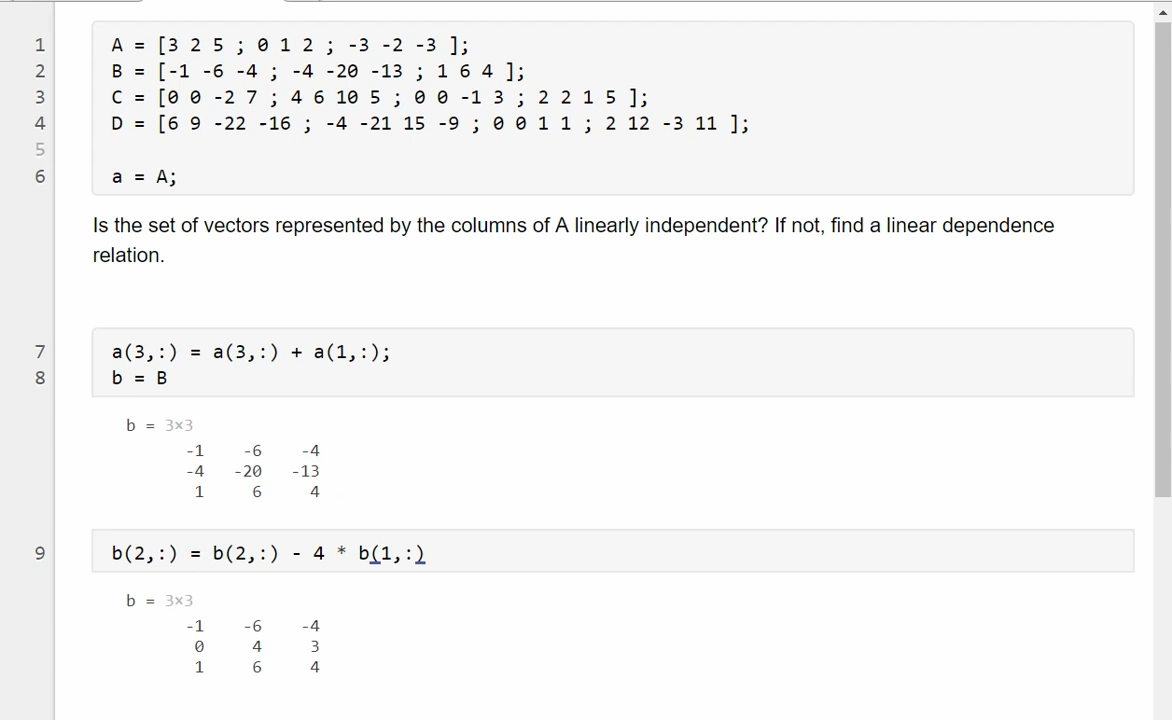 1 A = [3 2 5 ; 0 1 2 ; -3 -2 -3 ];
2 B = [-1 -6 -4 ; -4 -20 -13 ; 1 6 4 ];
3 C = [0 0 -2 7 ; 4 6 10 5 ; 0 0 -1 3 ; 2 2 1 5 ];
4 D = [6 9 -22 -16 ; -4 -21 15 -9 ; 0 0 1 1 ; 2 12 -3 11 ];
5
6 a = A;
Is the set of vectors represented by the columns of A linearly independent? If not, find a linear dependence
relation.
7 a(3,:) = a(3,:) + a(1,:);
8 b = B
b = 3×3
-1 -6 -4
-4 -20 -13
1 6 4
9 b(2,:) = b(2,:) - 4 * b(1,:)
b = 3×3
-1 -6 -4
0 4 3
1 6 4